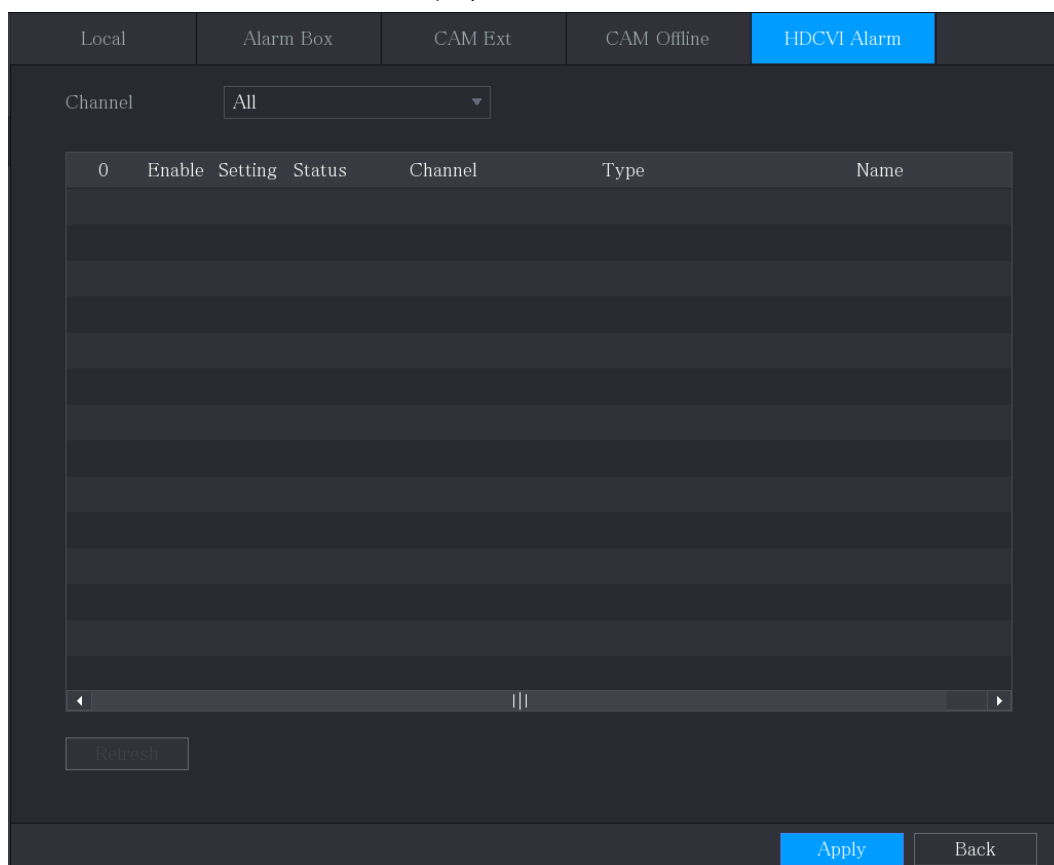 Local Alarm Box CAM Ext CAM Offline HDCVI Alarm
Channel All
0 Enable Setting Status Channel Type Name
Refresh
Apply Back